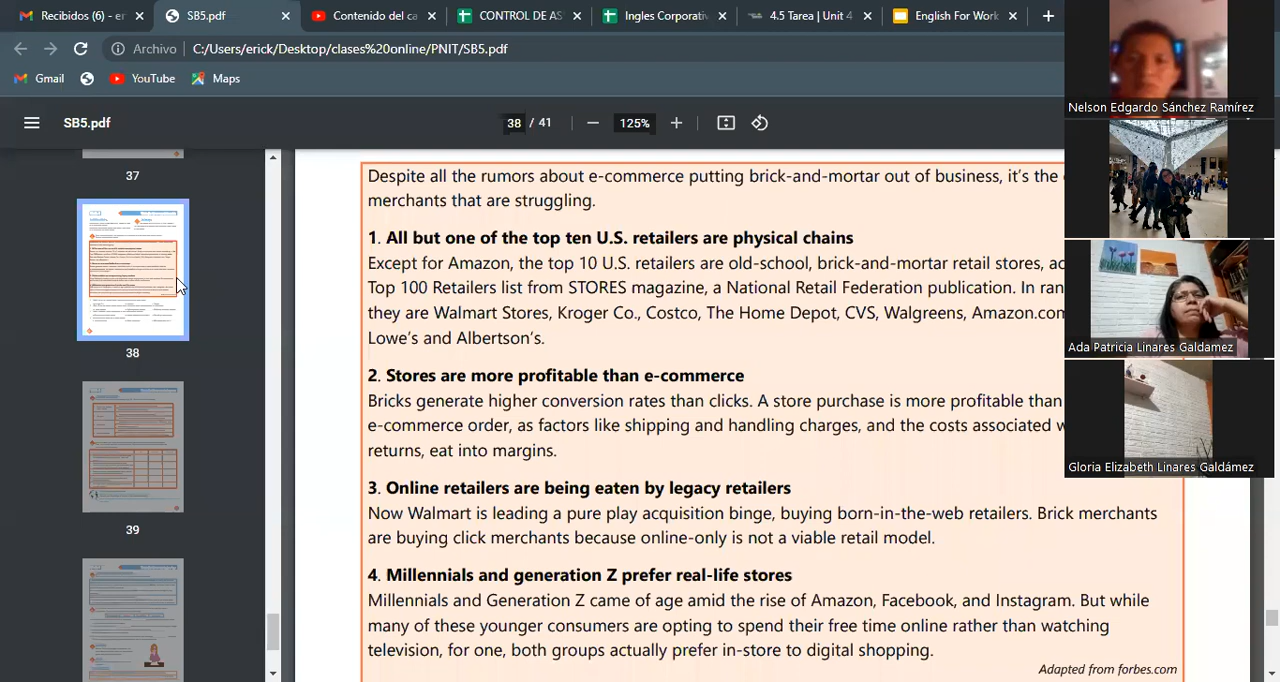 Recibidos (6) - er
SB5.pdf
Contenido del ca
CONTROL DE AS
Ingles Corporativ
4.5 Tarea | Unit 4
English For Work
Archivo C:/Users/erick/Desktop/clases%20online/PNIT/SB5.pdf
Gmail
YouTube
Maps
SB5.pdf
38 / 41
125%
37
38
39
Despite all the rumors about e-commerce putting brick-and-mortar out of business, it's the
merchants that are struggling.
1. All but one of the top ten U.S. retailers are physical chains
Except for Amazon, the top 10 U.S. retailers are old-school, brick-and-mortar retail stores,
Top 100 Retailers list from STORES magazine, a National Retail Federation publication. In
they are Walmart Stores, Kroger Co., Costco, The Home Depot, CVS, Walgreens, Amazon.com
Lowe's and Albertson's.
2. Stores are more profitable than e-commerce
Bricks generate higher conversion rates than clicks. A store purchase is more profitable than
e-commerce order, as factors like shipping and handling charges, and the costs associated
returns, eat into margins.
3. Online retailers are being eaten by legacy retailers
Now Walmart is leading a pure play acquisition binge, buying born-in-the-web retailers. Brick merchants
are buying click merchants because online-only is not a viable retail model.
4. Millennials and generation Z prefer real-life stores
Millennials and Generation Z came of age amid the rise of Amazon, Facebook, and Instagram. But while
many of these younger consumers are opting to spend their free time online rather than watching
television, for one, both groups actually prefer in-store to digital shopping.
Adapted from forbes.com
Nelson Edgardo Sánchez Ramírez
Ada Patricia Linares Galdamez
Gloria Elizabeth Linares Galdámez